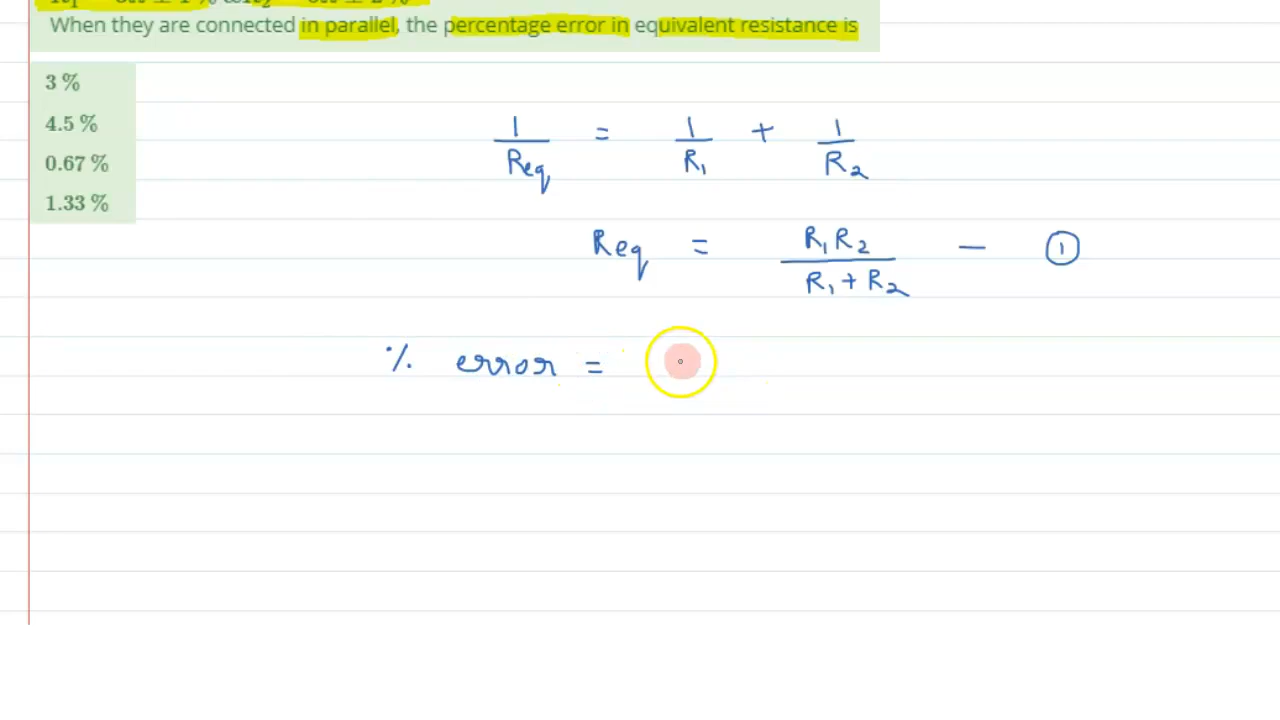 When they are connected in parallel, the percentage error in equivalent resistance is
3 %
4.5 %
0.67 %
1.33 %
1/Req = 1/R₁ + 1/R₂
Req = R₁R₂/(R₁ + R₂) — ①
% error =